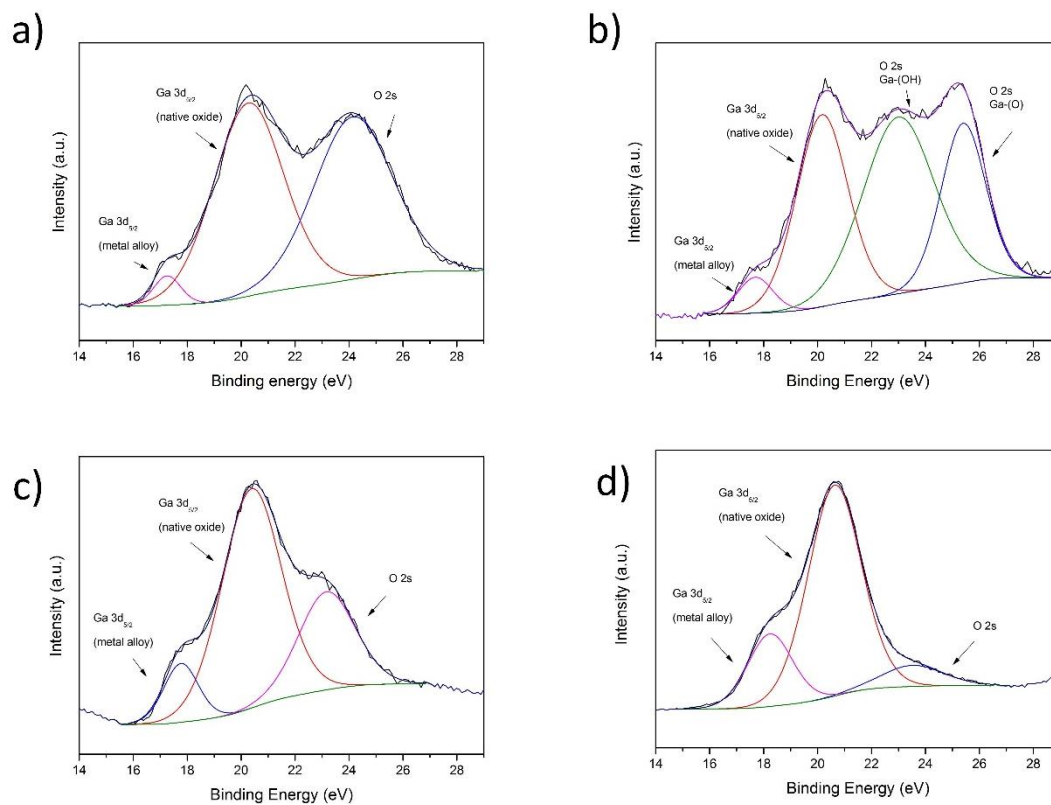 a)
Ga 3d5/2
(native oxide)
O 2s
Ga 3d5/2
(metal alloy)
Intensity (a.u.)
14 16 18 20 22 24 26 28
Binding energy (eV)
b)
O 2s
Ga-(OH)
O 2s
Ga-(O)
Ga 3d5/2
(native oxide)
Ga 3d5/2
(metal alloy)
Intensity (a.u.)
14 16 18 20 22 24 26 28
Binding Energy (eV)
c)
Ga 3d5/2
(native oxide)
O 2s
Ga 3d5/2
(metal alloy)
Intensity (a.u.)
14 16 18 20 22 24 26 28
Binding Energy (eV)
d)
Ga 3d5/2
(native oxide)
Ga 3d5/2
(metal alloy)
O 2s
Intensity (a.u.)
14 16 18 20 22 24 26 28
Binding Energy (eV)